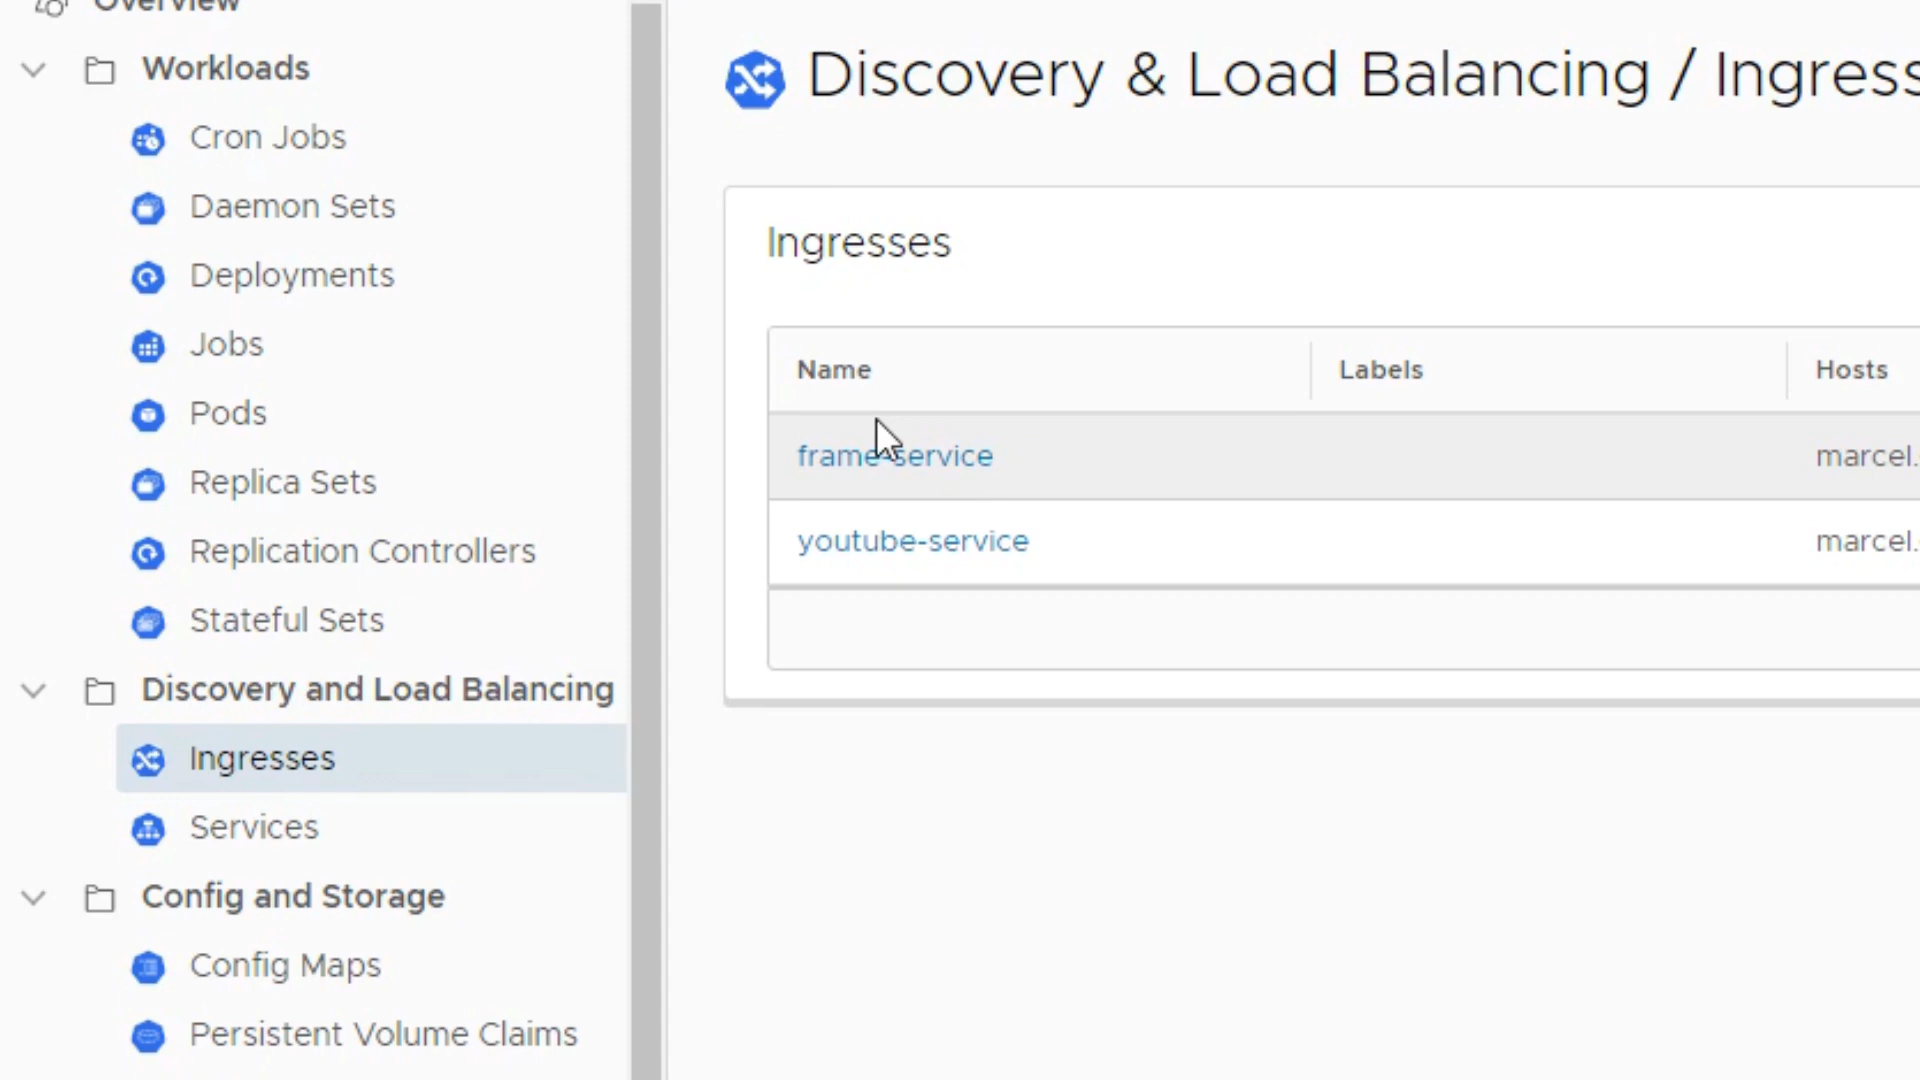 Overview
Workloads
Cron Jobs
Daemon Sets
Deployments
Jobs
Pods
Replica Sets
Replication Controllers
Stateful Sets
Discovery and Load Balancing
Ingresses
Services
Config and Storage
Config Maps
Persistent Volume Claims
Discovery & Load Balancing / Ingress
Ingresses
Name Labels Hosts
frame-service marcel.
youtube-service marcel.